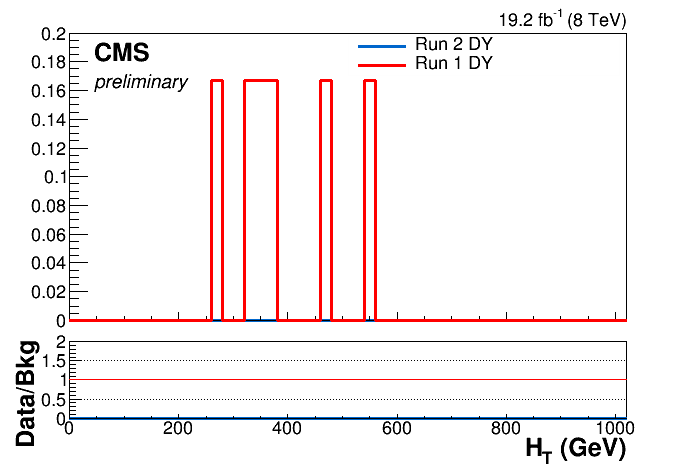 19.2 fb⁻¹ (8 TeV)
CMS
preliminary
Run 2 DY
Run 1 DY
0.2
0.18
0.16
0.14
0.12
0.1
0.08
0.06
0.04
0.02
0
2
1.5
1
0.5
0
Data/Bkg
0 200 400 600 800 1000
H_T (GeV)